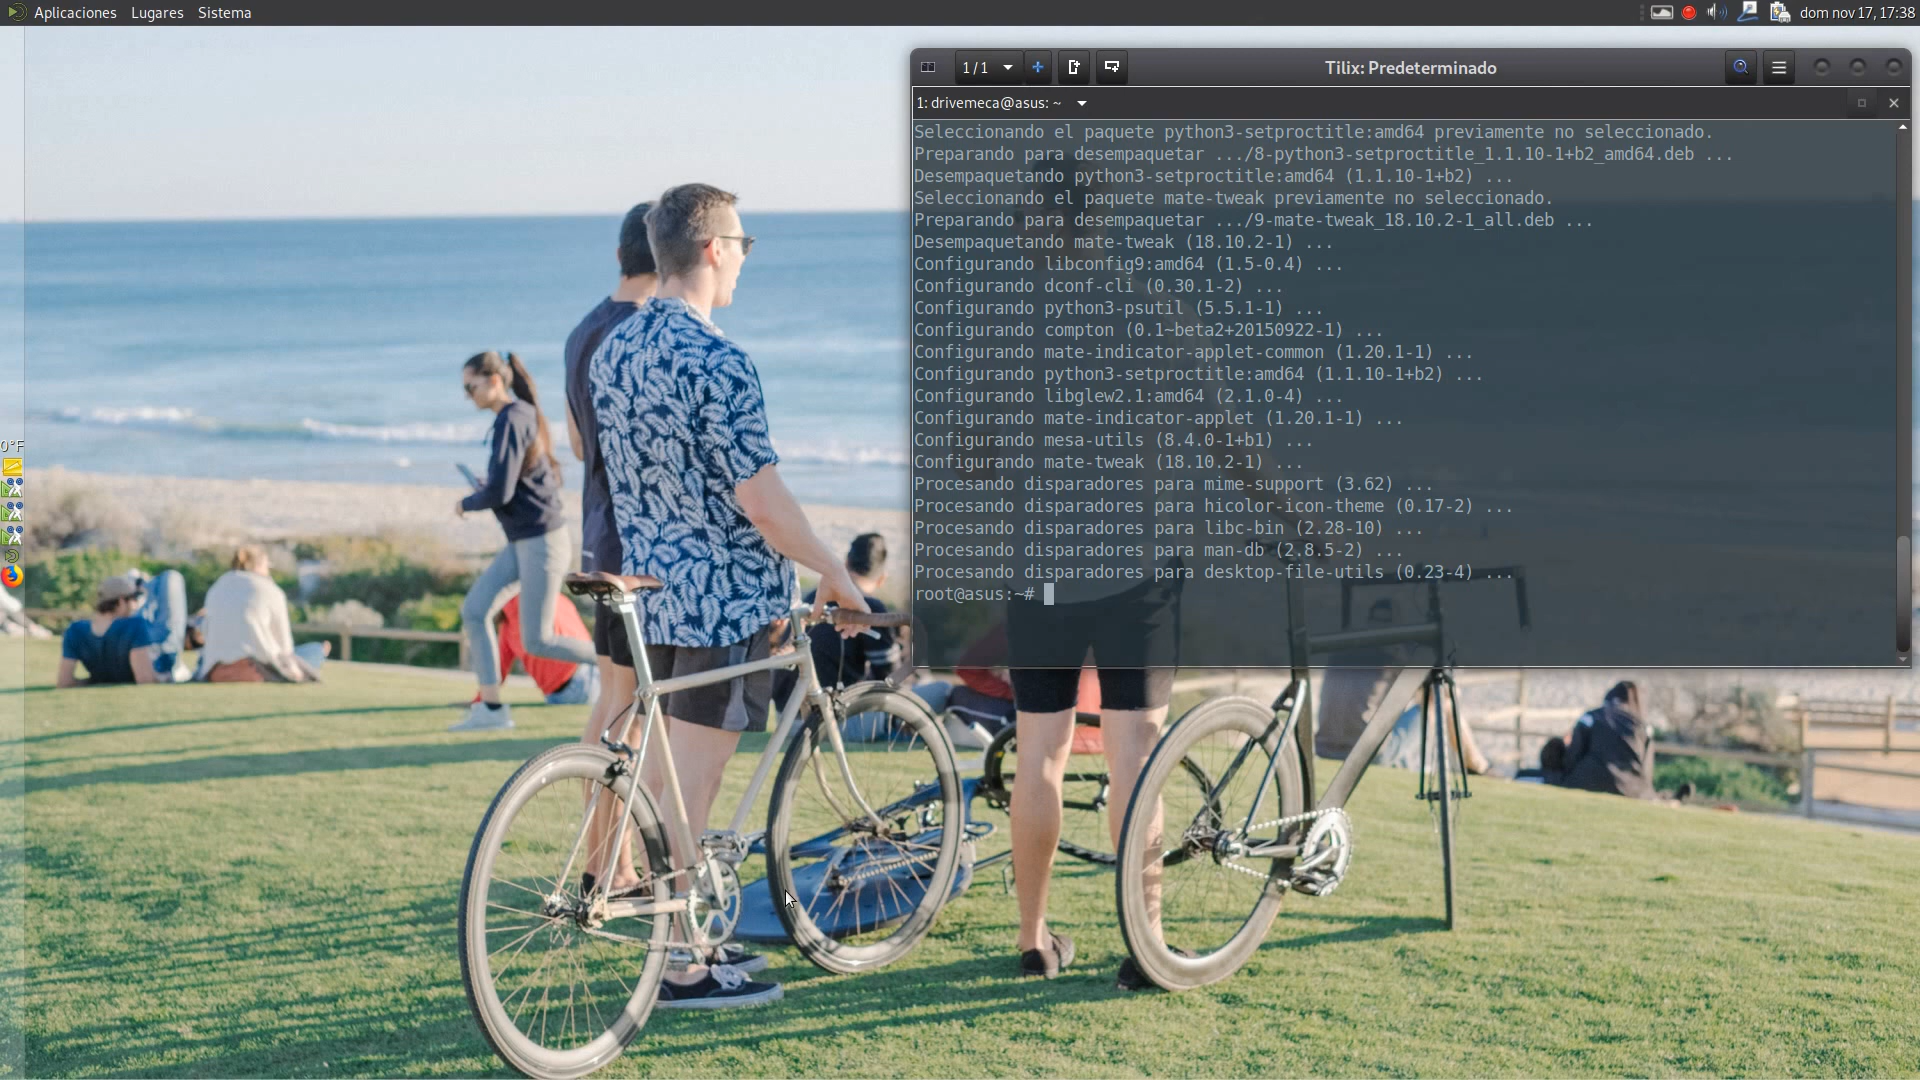 Aplicaciones Lugares Sistema
dom nov 17, 17:38
1 / 1
Tilix: Predeterminado
1: drivemeca@asus: ~
Seleccionando el paquete python3-setproctitle:amd64 previamente no seleccionado.
Preparando para desempaquetar .../8-python3-setproctitle_1.1.10-1+b2_amd64.deb ...
Desempaquetando python3-setproctitle:amd64 (1.1.10-1+b2) ...
Seleccionando el paquete mate-tweak previamente no seleccionado.
Preparando para desempaquetar .../9-mate-tweak_18.10.2-1_all.deb ...
Desempaquetando mate-tweak (18.10.2-1) ...
Configurando libconfig9:amd64 (1.5-0.4) ...
Configurando dconf-cli (0.30.1-2) ...
Configurando python3-psutil (5.5.1-1) ...
Configurando compton (0.1~beta2+20150922-1) ...
Configurando mate-indicator-applet-common (1.20.1-1) ...
Configurando python3-setproctitle:amd64 (1.1.10-1+b2) ...
Configurando libglew2.1:amd64 (2.1.0-4) ...
Configurando mate-indicator-applet (1.20.1-1) ...
Configurando mesa-utils (8.4.0-1+b1) ...
Configurando mate-tweak (18.10.2-1) ...
Procesando disparadores para mime-support (3.62) ...
Procesando disparadores para hicolor-icon-theme (0.17-2) ...
Procesando disparadores para libc-bin (2.28-10) ...
Procesando disparadores para man-db (2.8.5-2) ...
Procesando disparadores para desktop-file-utils (0.23-4) ...
root@asus:~#
0°F